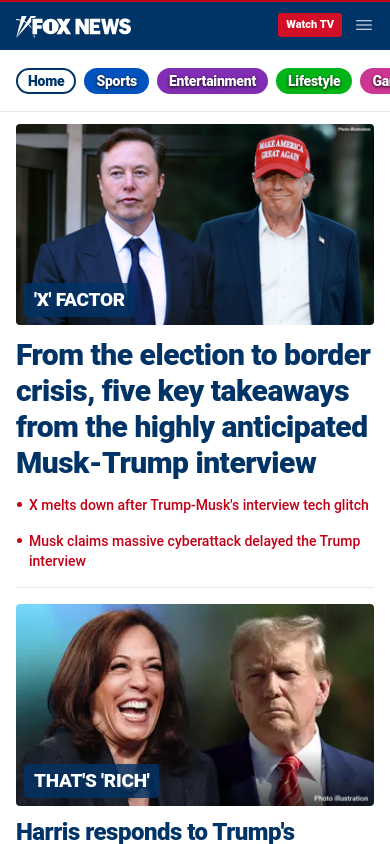 FOX NEWS
Watch TV
Home
Sports
Entertainment
Lifestyle
Photo illustration
MAKE AMERICA
GREAT AGAIN
'X' FACTOR
From the election to border
crisis, five key takeaways
from the highly anticipated
Musk-Trump interview
• X melts down after Trump-Musk's interview tech glitch
• Musk claims massive cyberattack delayed the Trump
interview
THAT'S 'RICH'
Photo illustration
Harris responds to Trump's